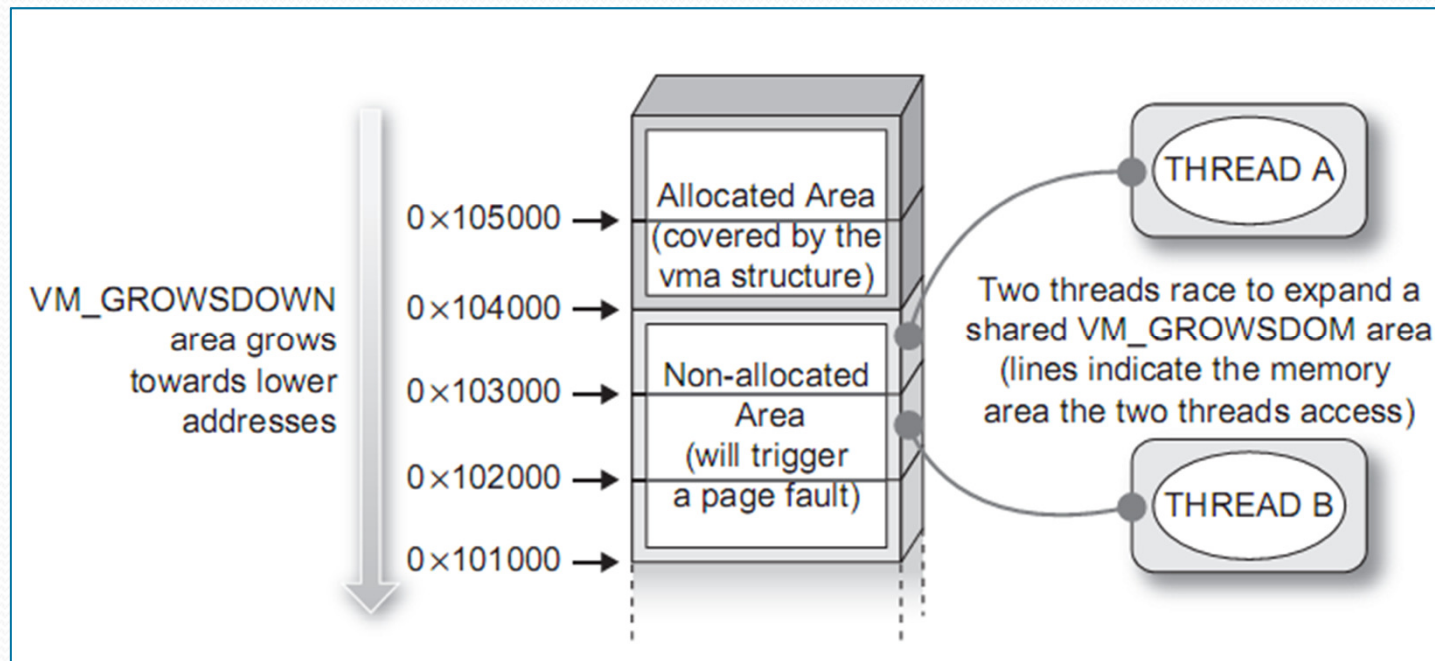 VM_GROWSDOWN
area grows
towards lower
addresses
0×105000
0×104000
0×103000
0×102000
0×101000
Allocated Area
(covered by the
vma structure)
Non-allocated
Area
(will trigger
a page fault)
THREAD A
Two threads race to expand a
shared VM_GROWSDOM area
(lines indicate the memory
area the two threads access)
THREAD B